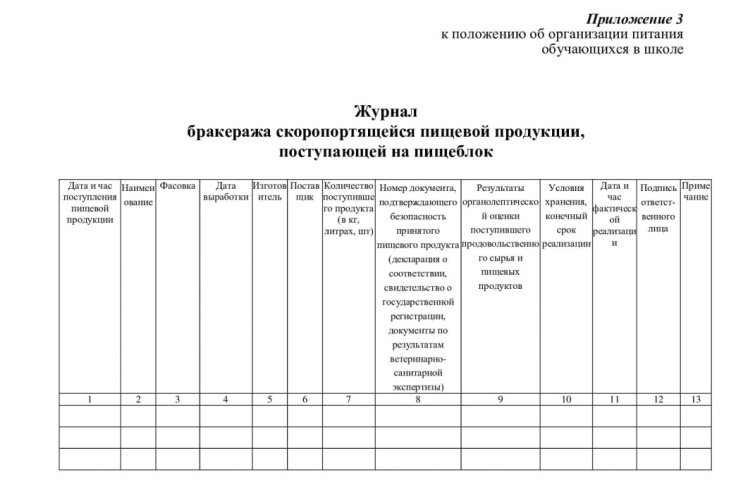 Приложение 3
к положению об организации питания
обучающихся в школе
Журнал
бракеража скоропортящейся пищевой продукции,
поступающей на пищеблок
Дата и час
поступления
пищевой
продукции
Наимен
ование
Фасовка
Дата
выработки
Изготов
итель
Постав
щик
Количество
поступивше
го продукта
(в кг,
литрах, шт)
Номер документа,
подтверждающего
безопасность
принятого
пищевого продукта
(декларация о
соответствии,
свидетельство о
государственной
регистрации,
документы по
результатам
ветеринарно-
санитарной
экспертизы)
Результаты
органолептическо
й оценки
поступившего
продовольственно
го сырья и
пищевых
продуктов
Условия
хранения,
конечный
срок
реализации
Дата и
час
фактическ
ой
реализаци
и
Подпись
ответст-
венного
лица
Приме
чание
1 2 3 4 5 6 7 8 9 10 11 12 13